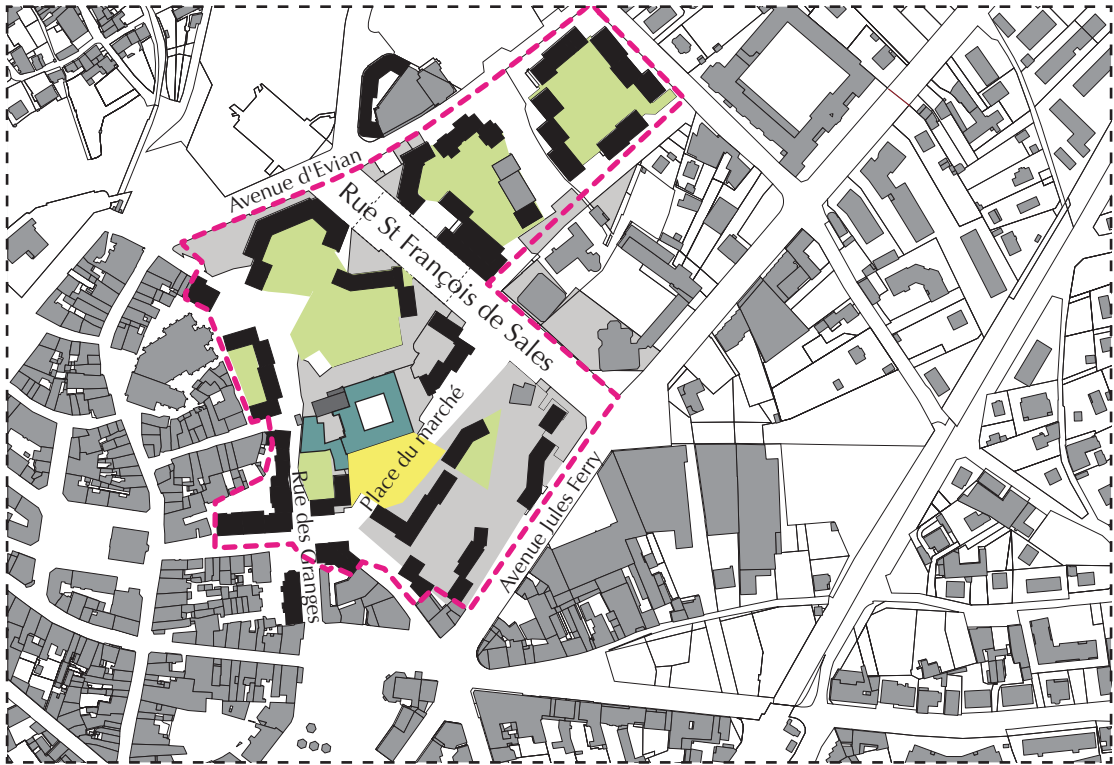 Avenue d'Evian
Rue St François de Sales
Place du marché
Rue des Granges
Avenue Jules Ferry